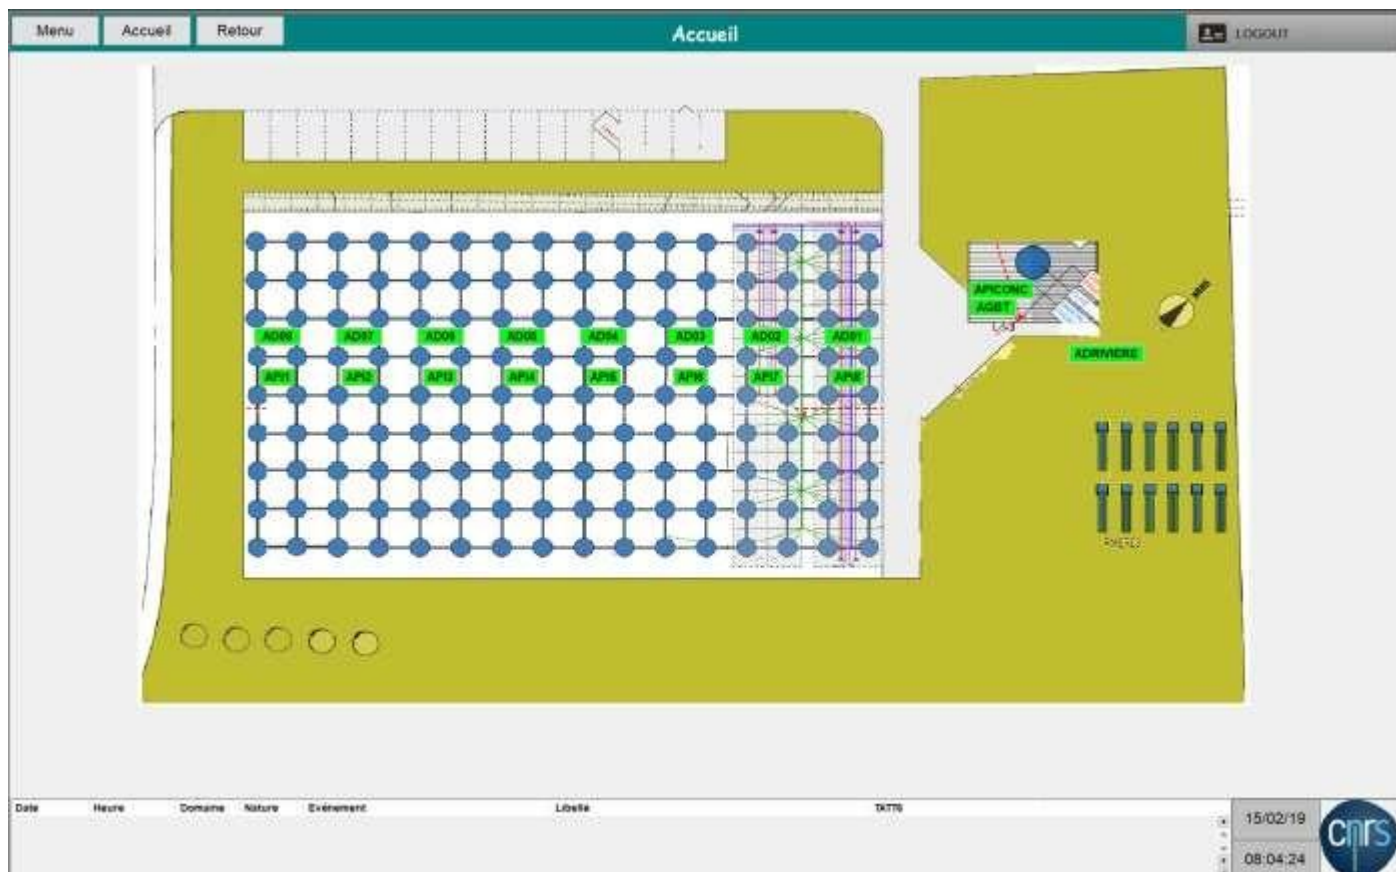 Menu Accueil Retour Accueil LOGOUT
APICONC
AGBT
AD08 AD07 AD06 AD05 AD04 AD03 AD02 AD01
ADRIVIERE
API1 API2 API3 API4 API5 API6 API7 API8
Date Heure Domaine Nature Evénement Libellé
15/02/19
08:04:24
cnrs